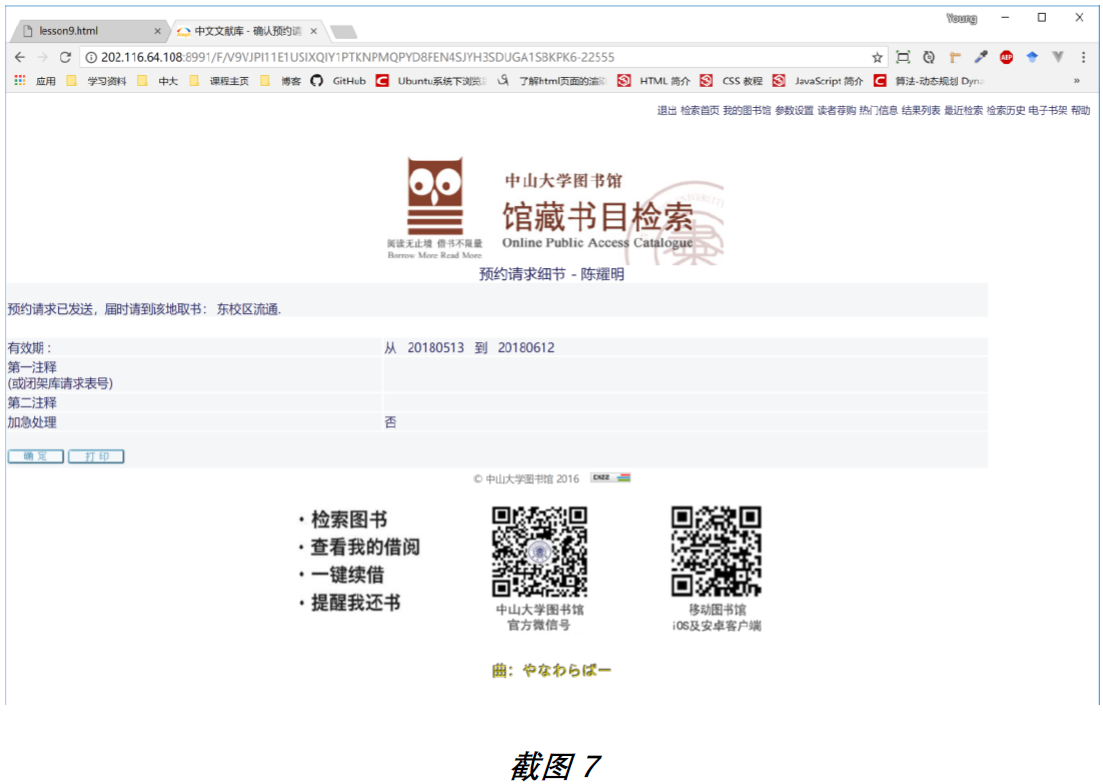 Young
lesson9.html
中文文献库 - 确认预约请
202.116.64.108:8991/F/V9VJPI11E1USIXQIY1PTKNPMQPYD8FEN4SJYH3SDUGA1S8KPK6-22555
ABP
应用 学习资料 中大 课程主页 博客 GitHub Ubuntu系统下浏览 了解html页面的渲染 HTML 简介 CSS 教程 JavaScript 简介 算法-动态规划 Dyna »
退出 检索首页 我的图书馆 参数设置 读者荐购 热门信息 结果列表 最近检索 检索历史 电子书架 帮助
中山大学图书馆
馆藏书目检索
Online Public Access Catalogue
阅读无止境 借书不限量
Borrow More Read More
预约请求细节 - 陈耀明
预约请求已发送，届时请到该地取书： 东校区流通.
有效期： 从 20180513 到 20180612
第一注释
(或闭架库请求表号)
第二注释
加急处理 否
确定 打印
© 中山大学图书馆 2016 CNZZ
· 检索图书
· 查看我的借阅
· 一键续借
· 提醒我还书
中山大学图书馆
官方微信号
移动图书馆
iOS及安卓客户端
曲：やなわらばー
截图 7